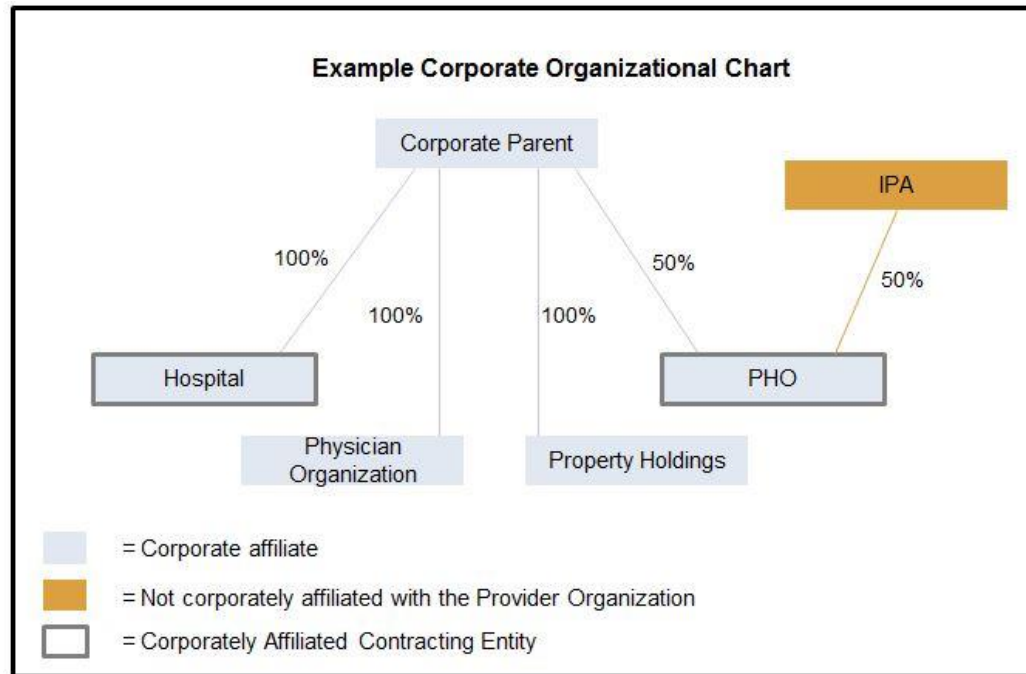 Example Corporate Organizational Chart
Corporate Parent
IPA
100%
50%
50%
100%
100%
Hospital
PHO
Physician
Organization
Property Holdings
= Corporate affiliate
= Not corporately affiliated with the Provider Organization
= Corporately Affiliated Contracting Entity